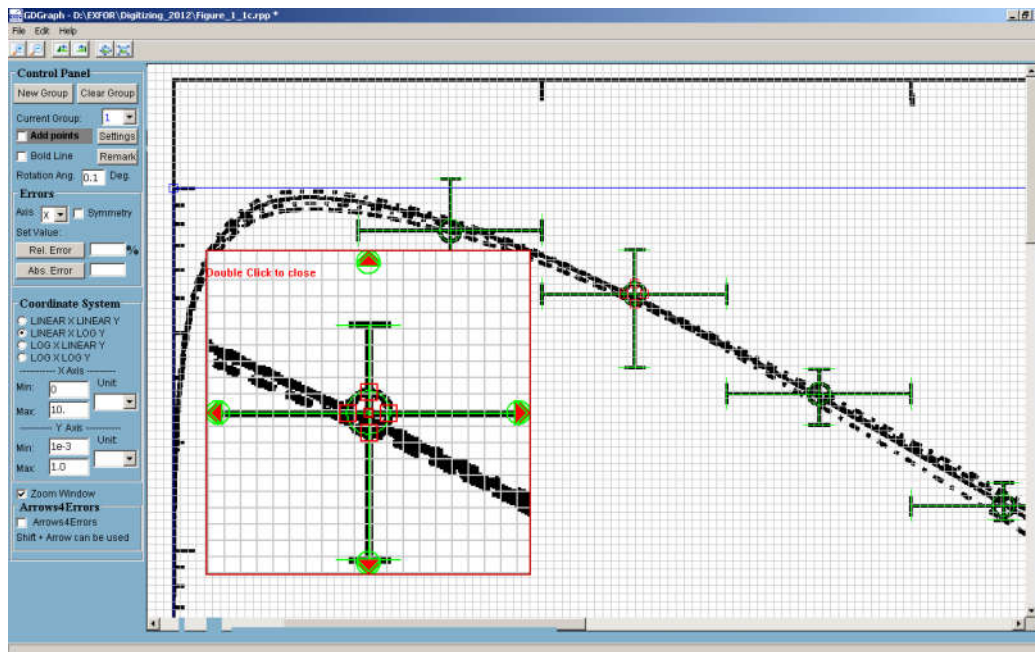 GDGraph - D:\EXFOR\Digitizing_2012\Figure_1_1c.rpp *
File Edit Help
Control Panel
New Group Clear Group
Current Group: 1
Add points Settings
Bold Line Remark
Rotation Ang. 0.1 Deg.
Errors
Axis x Symmetry
Set Value:
Rel. Error %
Abs. Error
Coordinate System
LINEAR X LINEAR Y
LINEAR X LOG Y
LOG X LINEAR Y
LOG X LOG Y
---------- X Axis --------
Min: 0 Unit
Max: 10.
--------- Y Axis --------
Min: 1e-3 Unit
Max: 1.0
Zoom Window
Arrows4Errors
Arrows4Errors
Shift + Arrow can be used
Double Click to close